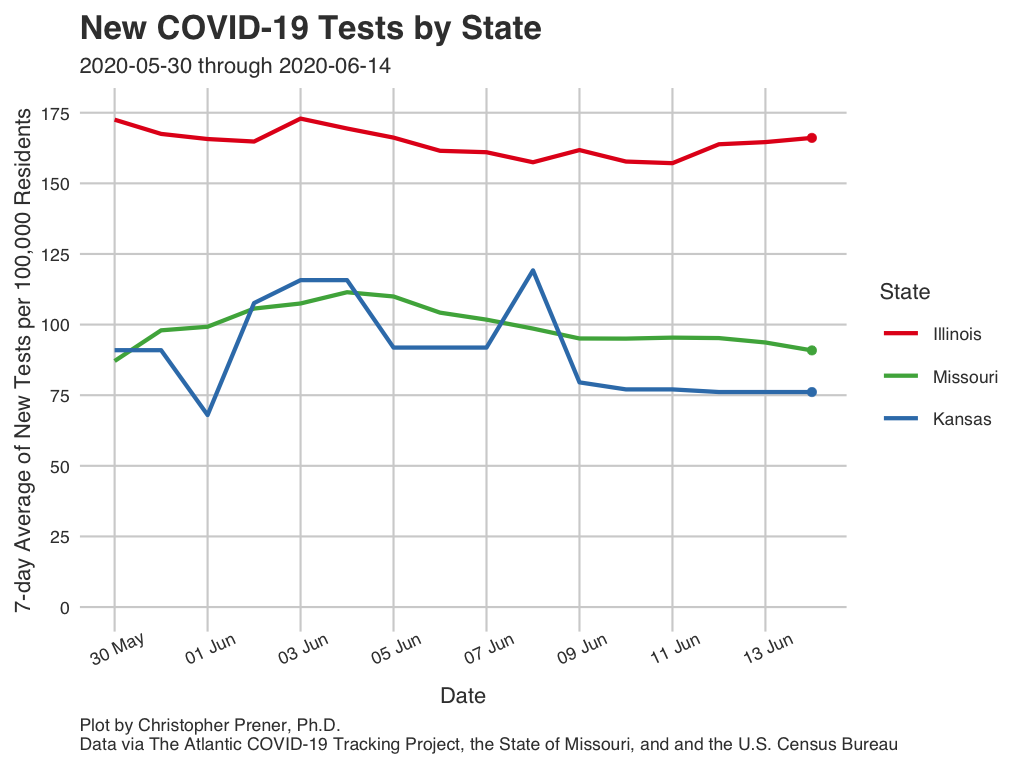 New COVID-19 Tests by State
2020-05-30 through 2020-06-14
7-day Average of New Tests per 100,000 Residents
175
150
125
100
75
50
25
0
30 May
01 Jun
03 Jun
05 Jun
07 Jun
09 Jun
11 Jun
13 Jun
Date
State
Illinois
Missouri
Kansas
Plot by Christopher Prener, Ph.D.
Data via The Atlantic COVID-19 Tracking Project, the State of Missouri, and and the U.S. Census Bureau